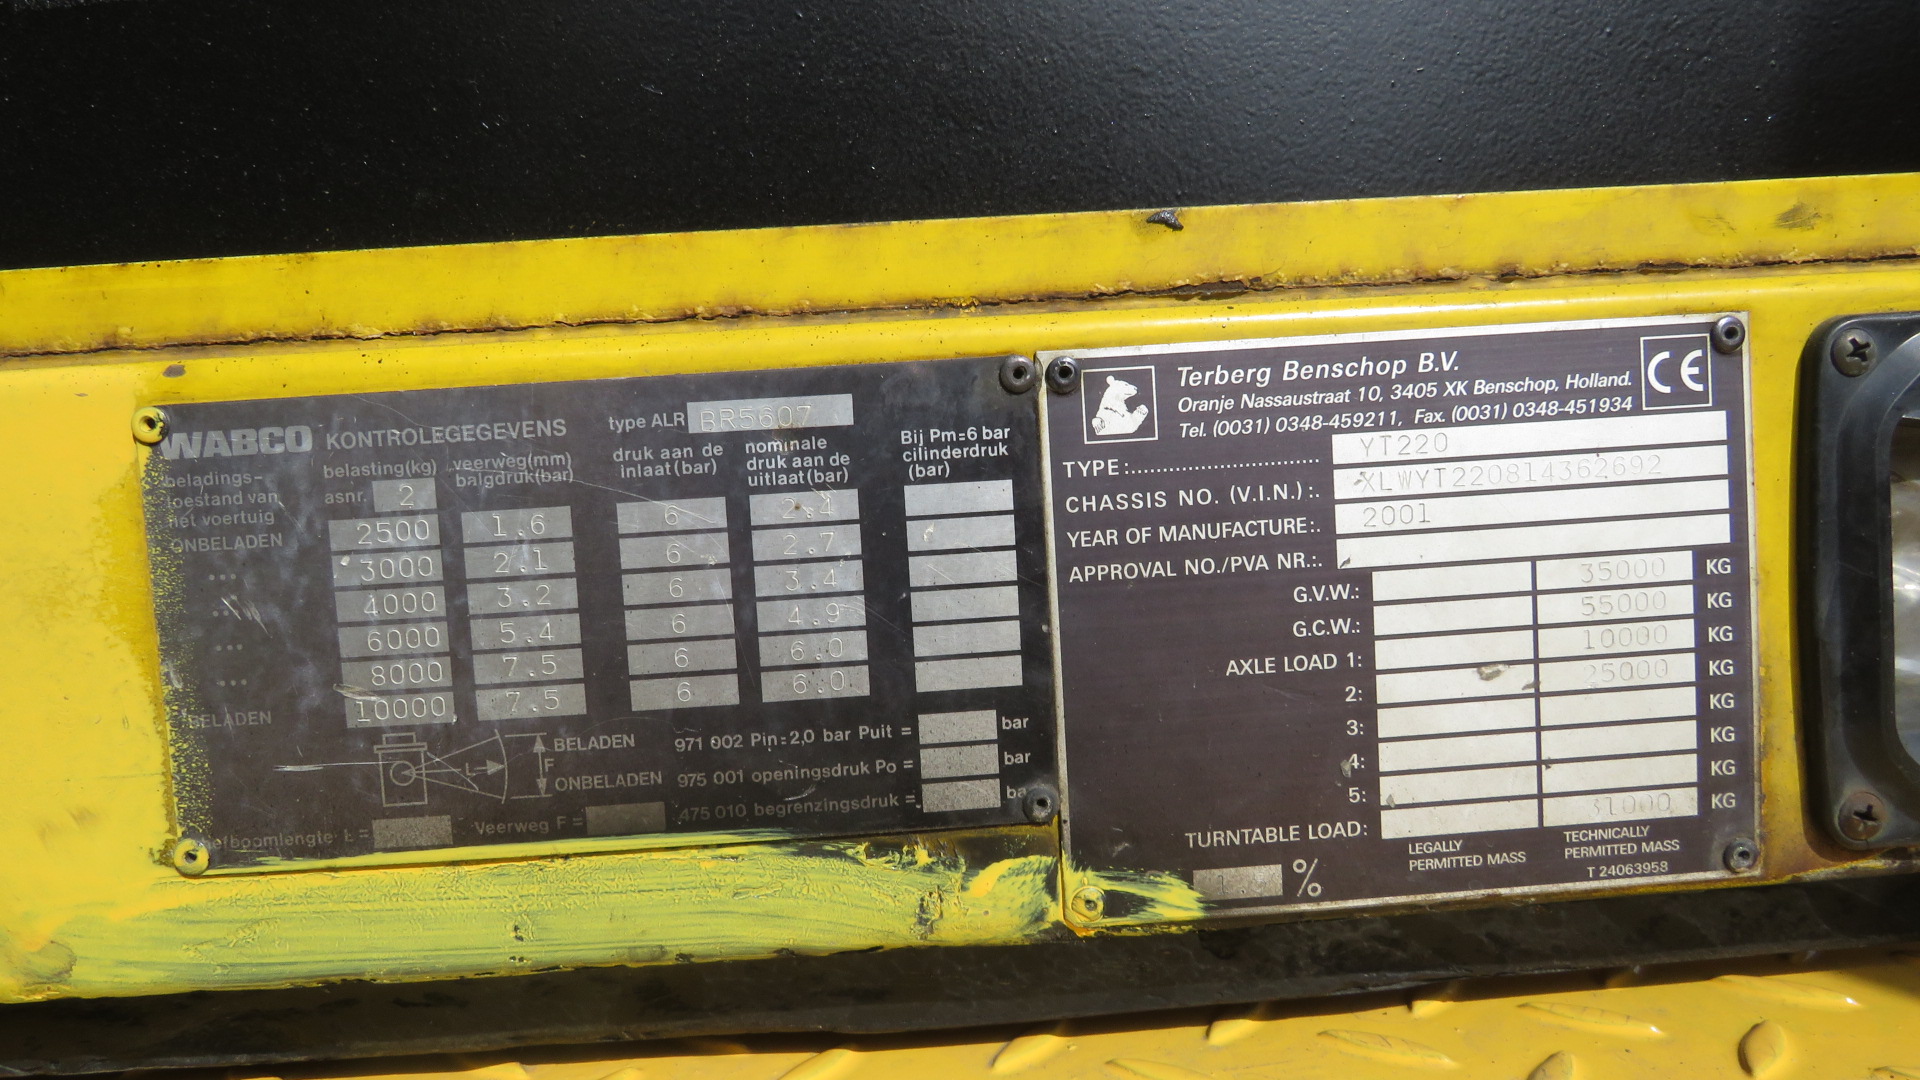 WABCO KONTROLEGEGEVENS type ALR BR5607
beladings-
toestand van
het voertuig
belasting(kg)
asnr. 2
veerweg(mm)
balgdruk(bar)
druk aan de
inlaat(bar)
nominale
druk aan de
uitlaat(bar)
Bij Pm=6 bar
cilinderdruk
(bar)
ONBELADEN 2500 1.6 6 2.4
... 3000 2.1 6 2.7
... 4000 3.2 6 3.4
... 6000 5.4 6 4.9
... 8000 7.5 6 6.0
BELADEN 10000 7.5 6 6.0
L F BELADEN
ONBELADEN
971 002 Pin=2,0 bar Puit = bar
975 001 openingsdruk Po = bar
475 010 begrenzingsdruk =
L= Veerweg F =
Terberg Benschop B.V.
Oranje Nassaustraat 10, 3405 XK Benschop, Holland.
Tel. (0031) 0348-459211, Fax. (0031) 0348-451934
CE
TYPE:.............................. YT220
CHASSIS NO. (V.I.N.):. XLWYT220814362692
YEAR OF MANUFACTURE:. 2001
APPROVAL NO./PVA NR.:.
G.V.W.: 35000 KG
G.C.W.: 55000 KG
AXLE LOAD 1: 10000 KG
2: 25000 KG
3: KG
4: KG
5: KG
TURNTABLE LOAD: 31000 KG
%
LEGALLY
PERMITTED MASS
TECHNICALLY
PERMITTED MASS
T 24063958